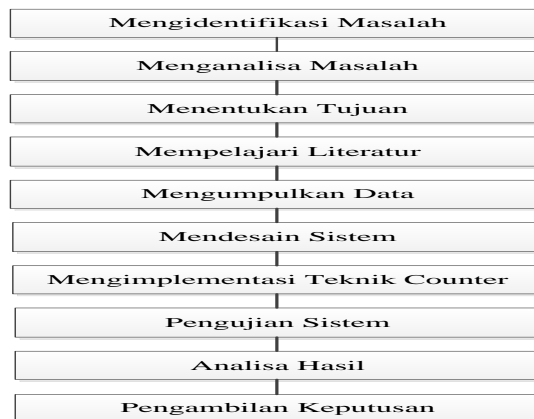 Mengidentifikasi Masalah
Menganalisa Masalah
Menentukan Tujuan
Mempelajari Literatur
Mengumpulkan Data
Mendesain Sistem
Mengimplementasi Teknik Counter
Pengujian Sistem
Analisa Hasil
Pengambilan Keputusan